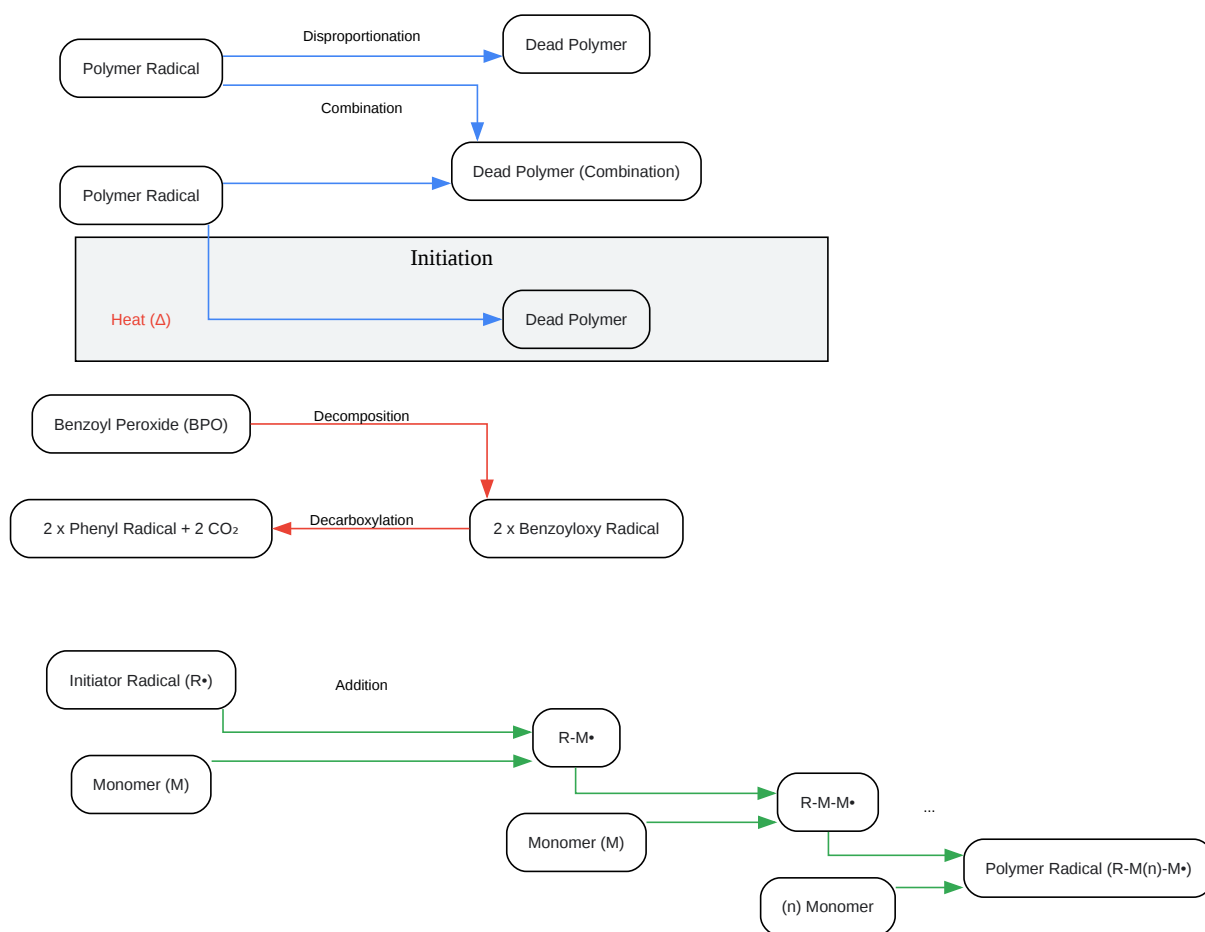 Disproportionation
Dead Polymer
Polymer Radical
Combination
Dead Polymer (Combination)
Polymer Radical
Initiation
Heat (Δ)
Dead Polymer
Benzoyl Peroxide (BPO)
Decomposition
2 x Phenyl Radical + 2 CO₂
Decarboxylation
2 x Benzoyloxy Radical
Initiator Radical (R•)
Addition
R-M•
Monomer (M)
R-M-M•
...
Monomer (M)
Polymer Radical (R-M(n)-M•)
(n) Monomer